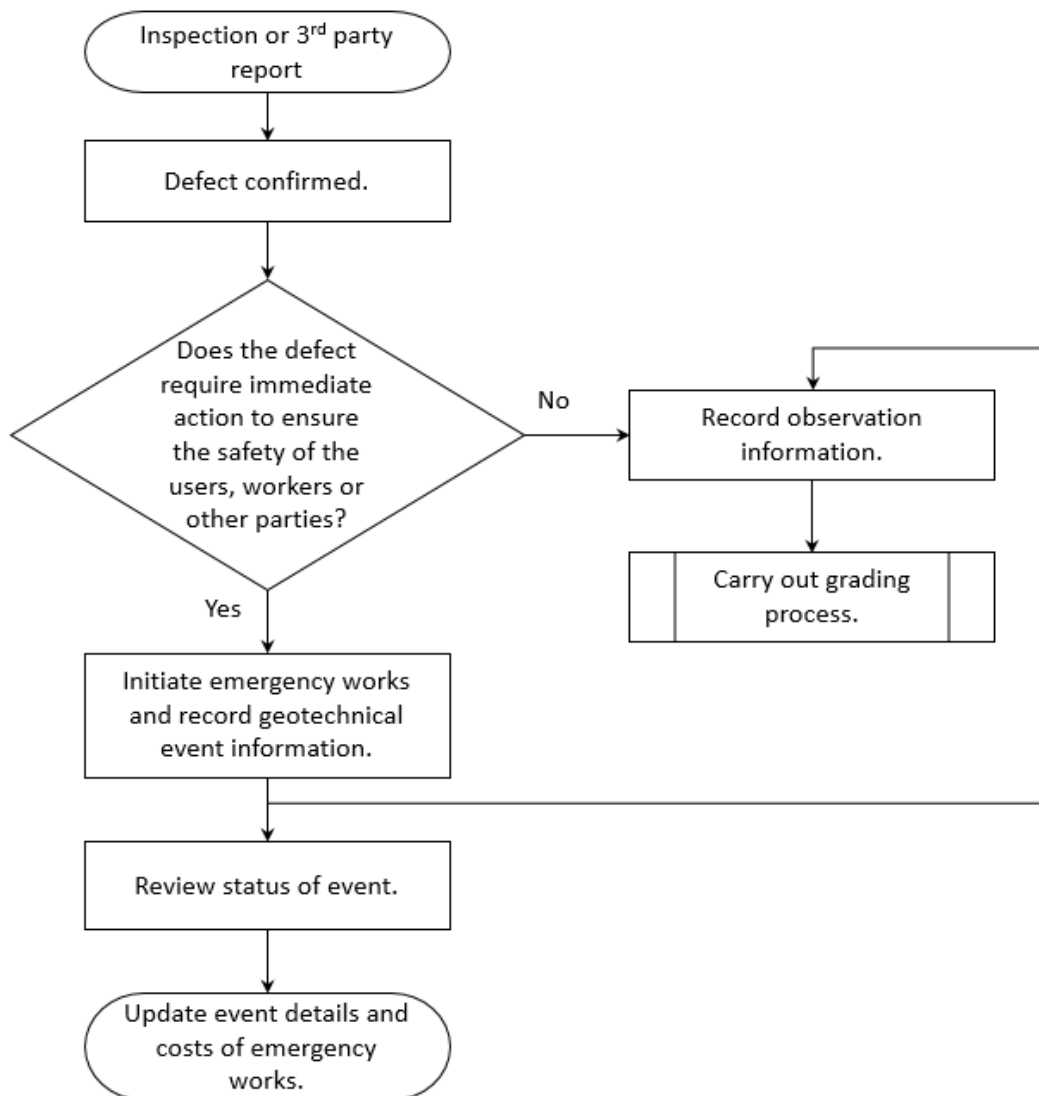 Inspection or 3rd party
report
Defect confirmed.
Does the defect
require immediate
action to ensure
the safety of the
users, workers or
other parties?
No
Record observation
information.
Carry out grading
process.
Yes
Initiate emergency works
and record geotechnical
event information.
Review status of event.
Update event details and
costs of emergency
works.